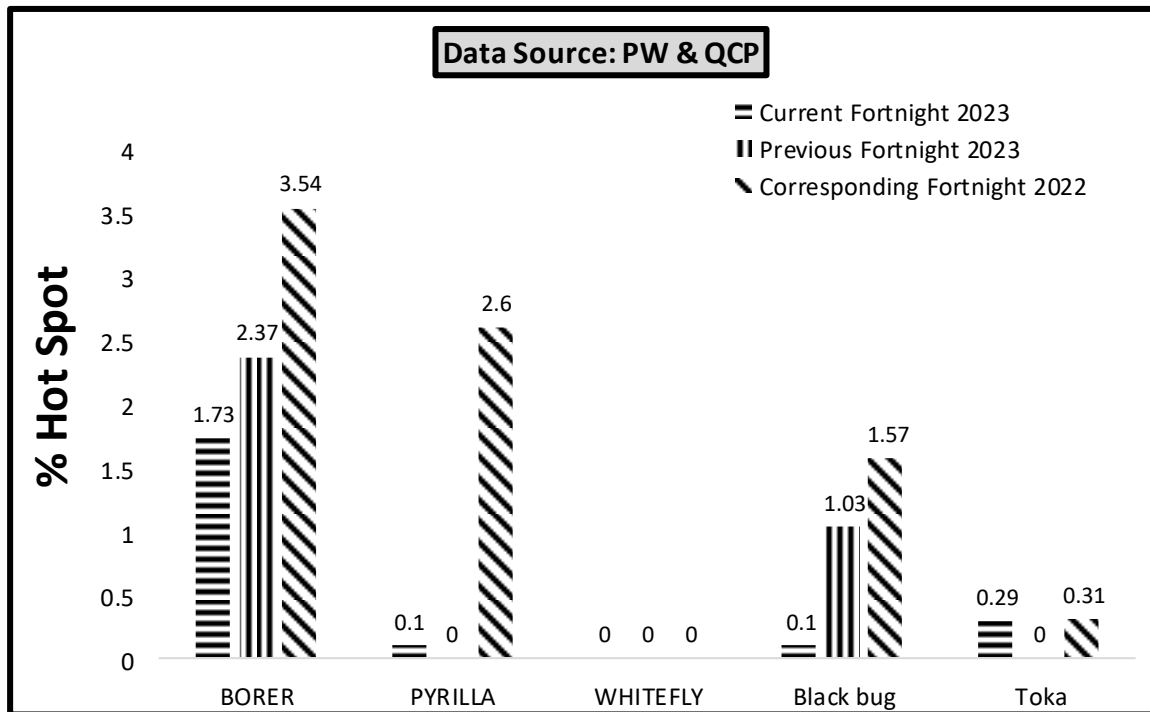 Data Source: PW & QCP
Current Fortnight 2023
Previous Fortnight 2023
Corresponding Fortnight 2022
% Hot Spot
4
3.5
3
2.5
2
1.5
1
0.5
0
1.73
2.37
3.54
0.1
0
2.6
0
0
0
0.1
1.03
1.57
0.29
0
0.31
BORER
PYRILLA
WHITEFLY
Black bug
Toka